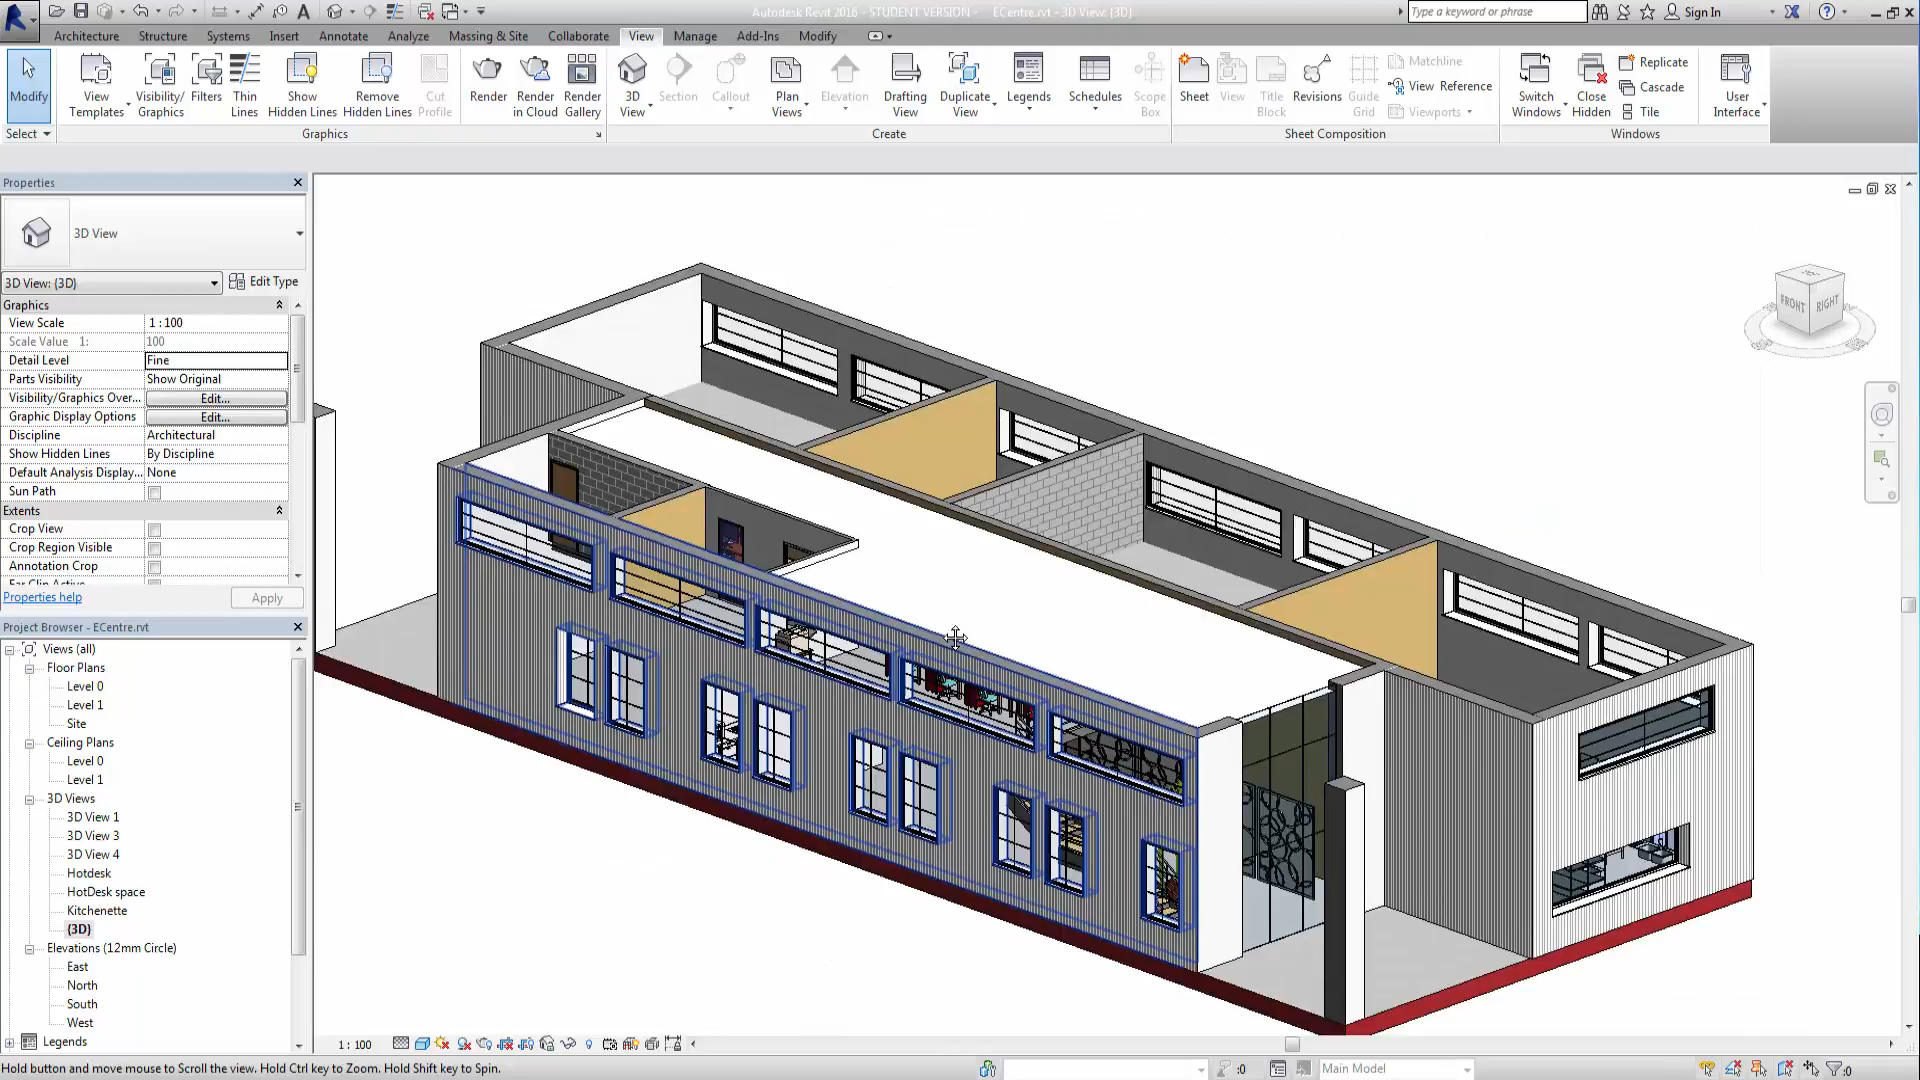 Autodesk Revit 2016 - STUDENT VERSION - ECentre.rvt - 3D View: {3D}
Type a keyword or phrase
Sign In
Architecture Structure Systems Insert Annotate Analyze Massing & Site Collaborate View Manage Add-Ins Modify
Modify
View Templates
Visibility/ Graphics
Filters
Thin Lines
Show Hidden Lines
Remove Hidden Lines
Cut Profile
Render
Render in Cloud
Render Gallery
3D View
Section
Callout
Plan Views
Elevation
Drafting View
Duplicate View
Legends
Schedules
Scope Box
Sheet
View
Title Block
Revisions
Guide Grid
Matchline
View Reference
Viewports
Switch Windows
Close Hidden
Replicate
Cascade
Tile
User Interface
Select
Graphics
Create
Sheet Composition
Windows
Properties
3D View
3D View: {3D}
Edit Type
Graphics
View Scale 1 : 100
Scale Value 1: 100
Detail Level Fine
Parts Visibility Show Original
Visibility/Graphics Over... Edit...
Graphic Display Options Edit...
Discipline Architectural
Show Hidden Lines By Discipline
Default Analysis Display... None
Sun Path
Extents
Crop View
Crop Region Visible
Annotation Crop
Far Clip Active
Properties help
Apply
Project Browser - ECentre.rvt
Views (all)
Floor Plans
Level 0
Level 1
Site
Ceiling Plans
Level 0
Level 1
3D Views
3D View 1
3D View 3
3D View 4
Hotdesk
HotDesk space
Kitchenette
{3D}
Elevations (12mm Circle)
East
North
South
West
Legends
FRONT
RIGHT
1 : 100
Hold button and move mouse to Scroll the view. Hold Ctrl key to Zoom. Hold Shift key to Spin.
:0
Main Model
:0